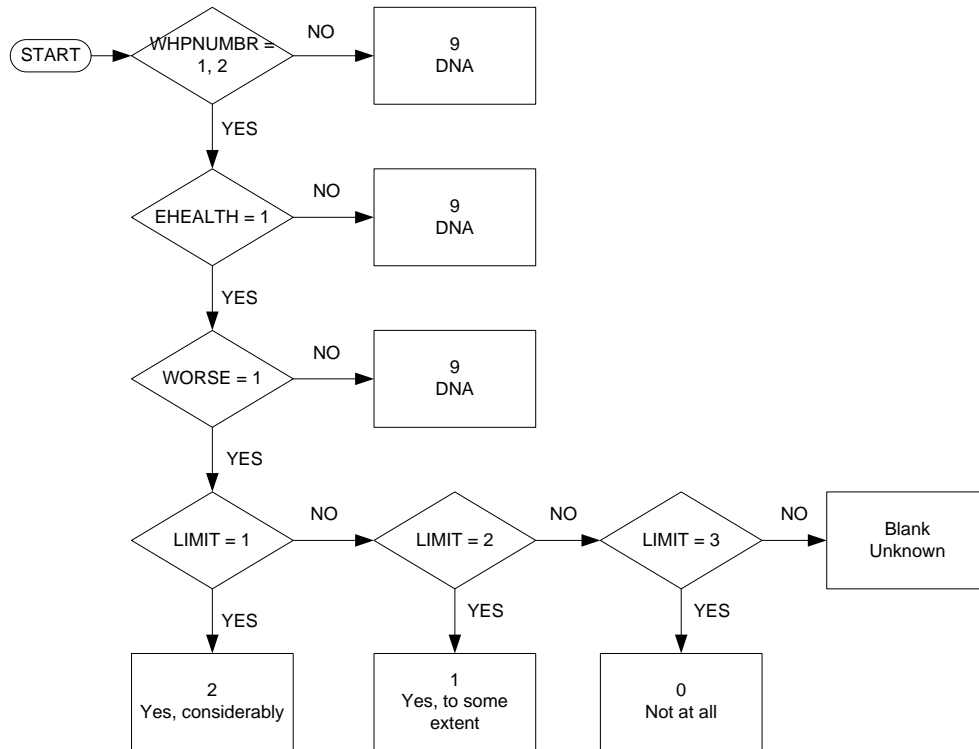 START
WHPNUMBR =
1, 2
NO
9
DNA
YES
EHEALTH = 1
NO
9
DNA
YES
WORSE = 1
NO
9
DNA
YES
LIMIT = 1
NO
LIMIT = 2
NO
LIMIT = 3
NO
Blank
Unknown
YES
YES
YES
2
Yes, considerably
1
Yes, to some
extent
0
Not at all